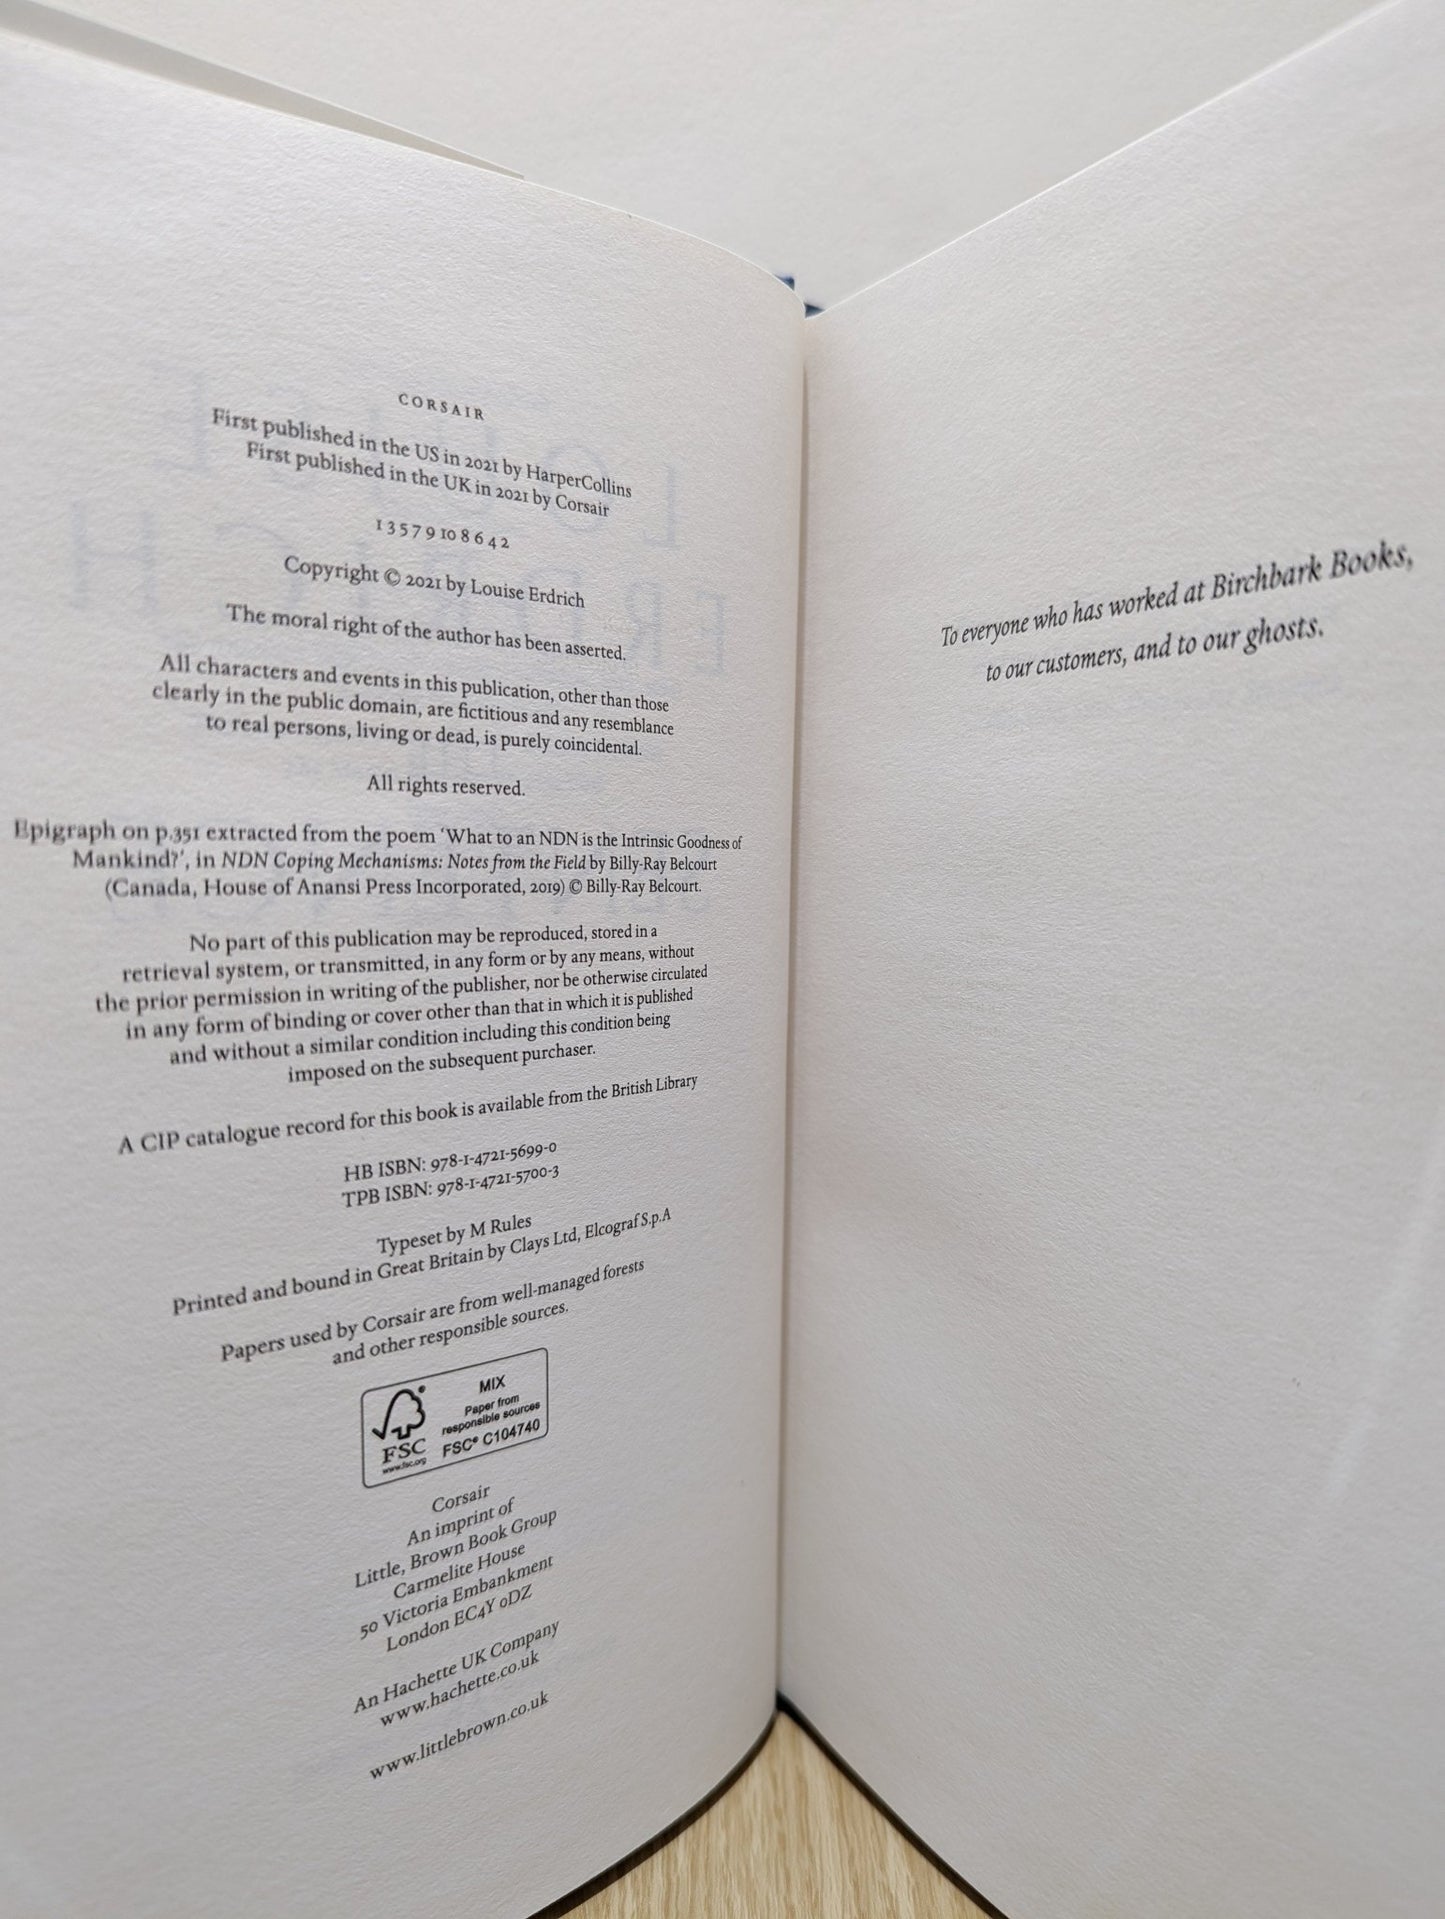 CORSAIR
First published in the US in 2021 by HarperCollins
First published in the UK in 2021 by Corsair
1 3 5 7 9 10 8 6 4 2
Copyright © 2021 by Louise Erdrich
The moral right of the author has been asserted.
All characters and events in this publication, other than those
clearly in the public domain, are fictitious and any resemblance
to real persons, living or dead, is purely coincidental.
All rights reserved.
Epigraph on p.351 extracted from the poem ‘What to an NDN is the Intrinsic Goodness of
Mankind?’, in NDN Coping Mechanisms: Notes from the Field by Billy-Ray Belcourt
(Canada, House of Anansi Press Incorporated, 2019) © Billy-Ray Belcourt.
No part of this publication may be reproduced, stored in a
retrieval system, or transmitted, in any form or by any means, without
the prior permission in writing of the publisher, nor be otherwise circulated
in any form of binding or cover other than that in which it is published
and without a similar condition including this condition being
imposed on the subsequent purchaser.
A CIP catalogue record for this book is available from the British Library
HB ISBN: 978-1-4721-5699-0
TPB ISBN: 978-1-4721-5700-3
Typeset by M Rules
Printed and bound in Great Britain by Clays Ltd, Elcograf S.p.A
Papers used by Corsair are from well-managed forests
and other responsible sources.
MIX
Paper from
responsible sources
FSC® C104740
FSC
www.fsc.org
Corsair
An imprint of
Little, Brown Book Group
Carmelite House
50 Victoria Embankment
London EC4Y 0DZ
An Hachette UK Company
www.hachette.co.uk
www.littlebrown.co.uk
To everyone who has worked at Birchbark Books,
to our customers, and to our ghosts.